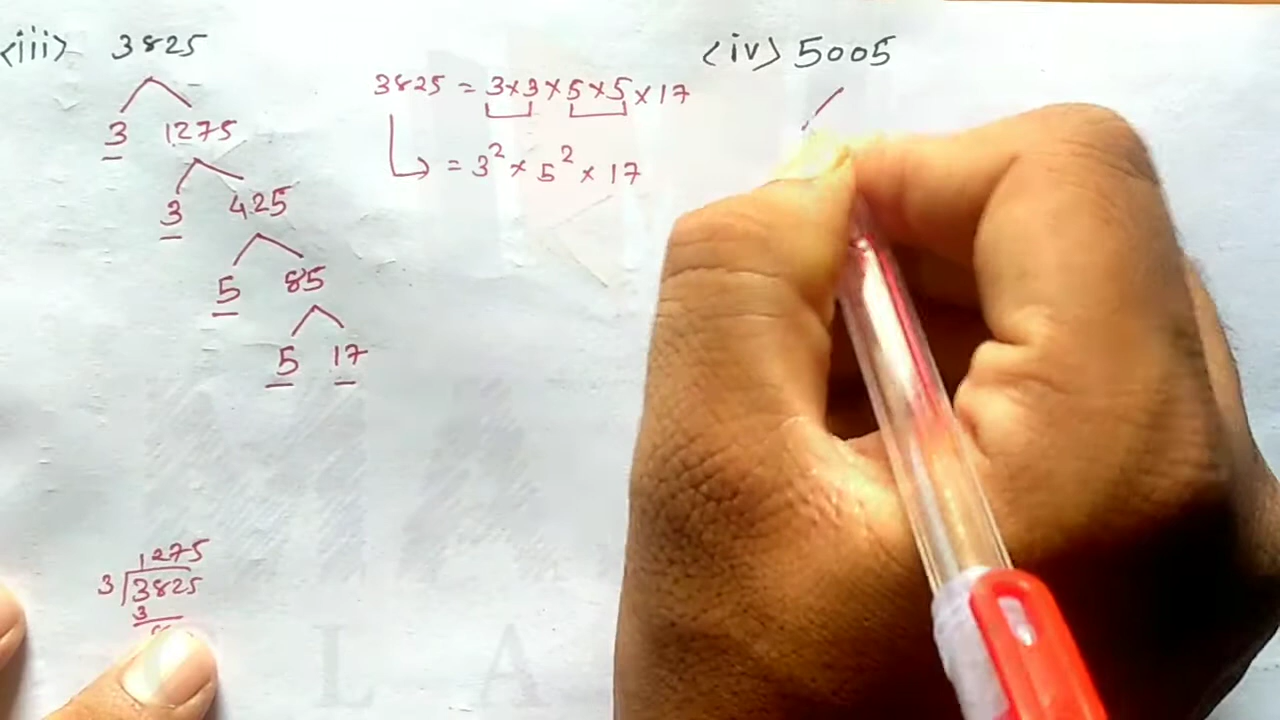 (iii) 3825
3 1275
3 425
5 85
5 17
3825 = 3×3×5×5×17
= 3² × 5² × 17
(iv) 5005
1275
3 3825
3
L A